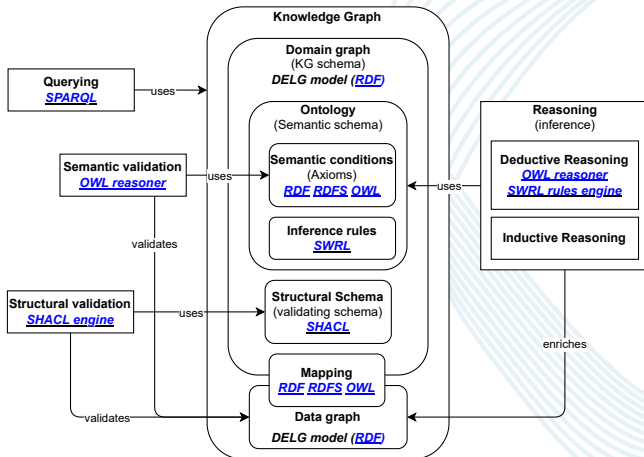 Knowledge Graph
Domain graph
(KG schema)
DELG model (RDF)
Querying
SPARQL
uses
Ontology
(Semantic schema)
Reasoning
(inference)
Semantic validation
OWL reasoner
uses
Semantic conditions
(Axioms)
RDF RDFS OWL
uses
Deductive Reasoning
OWL reasoner
SWRL rules engine
Inference rules
SWRL
Inductive Reasoning
validates
Structural validation
SHACL engine
uses
Structural Schema
(validating schema)
SHACL
enriches
Mapping
RDF RDFS OWL
validates
Data graph
DELG model (RDF)